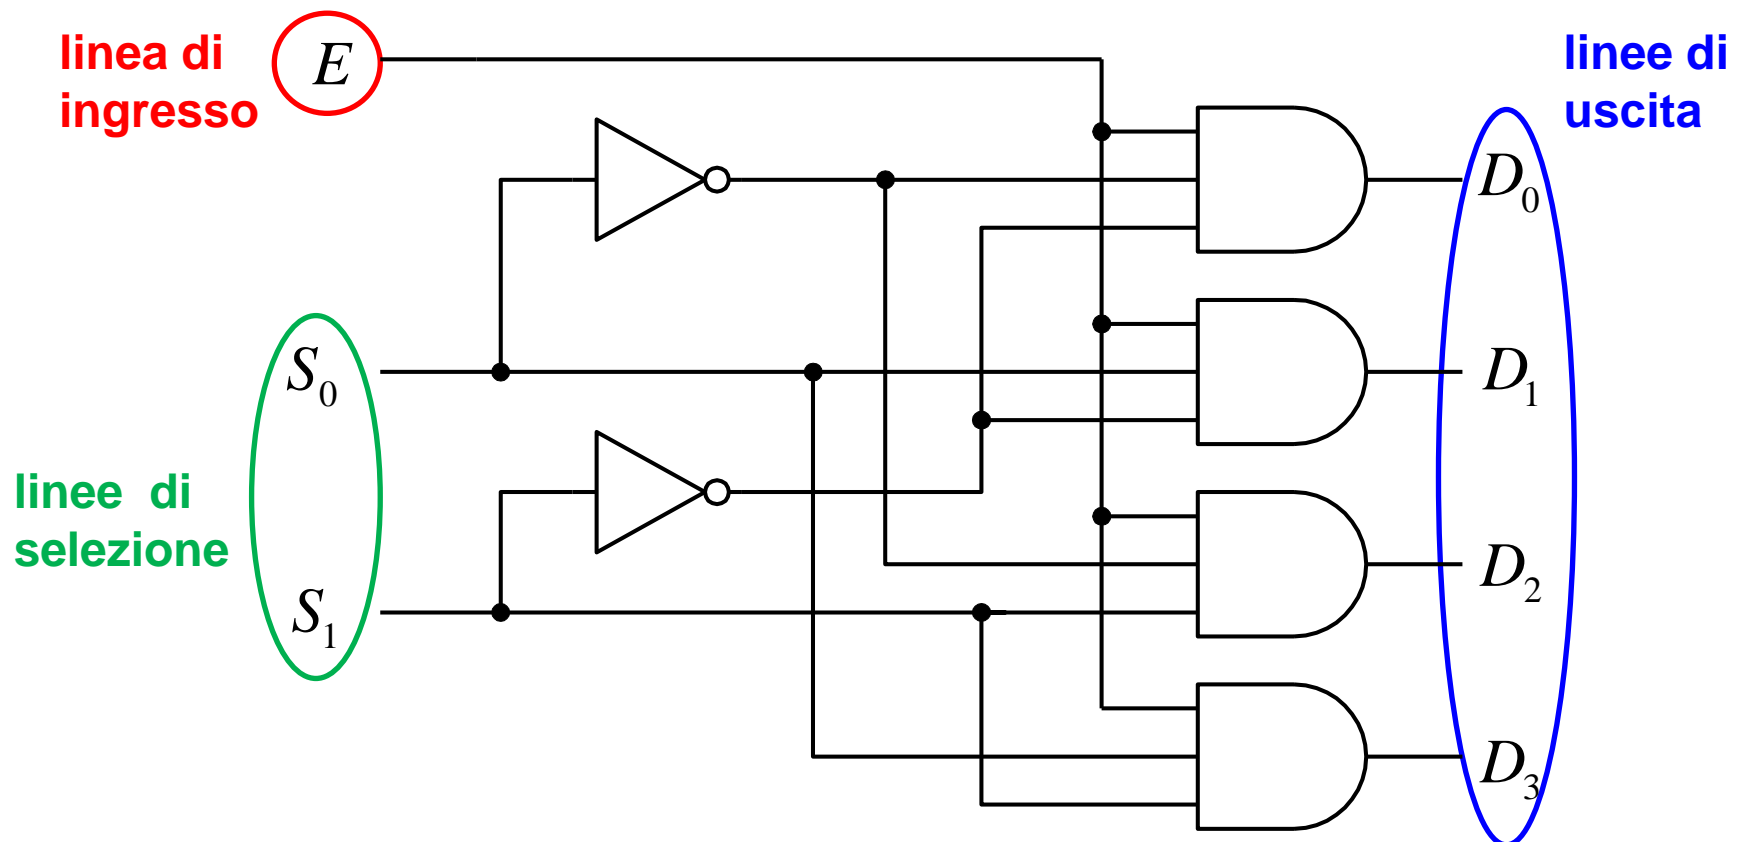 linea di
ingresso
E
linee di
uscita
D0
S0
D1
linee di
selezione
S1
D2
D3